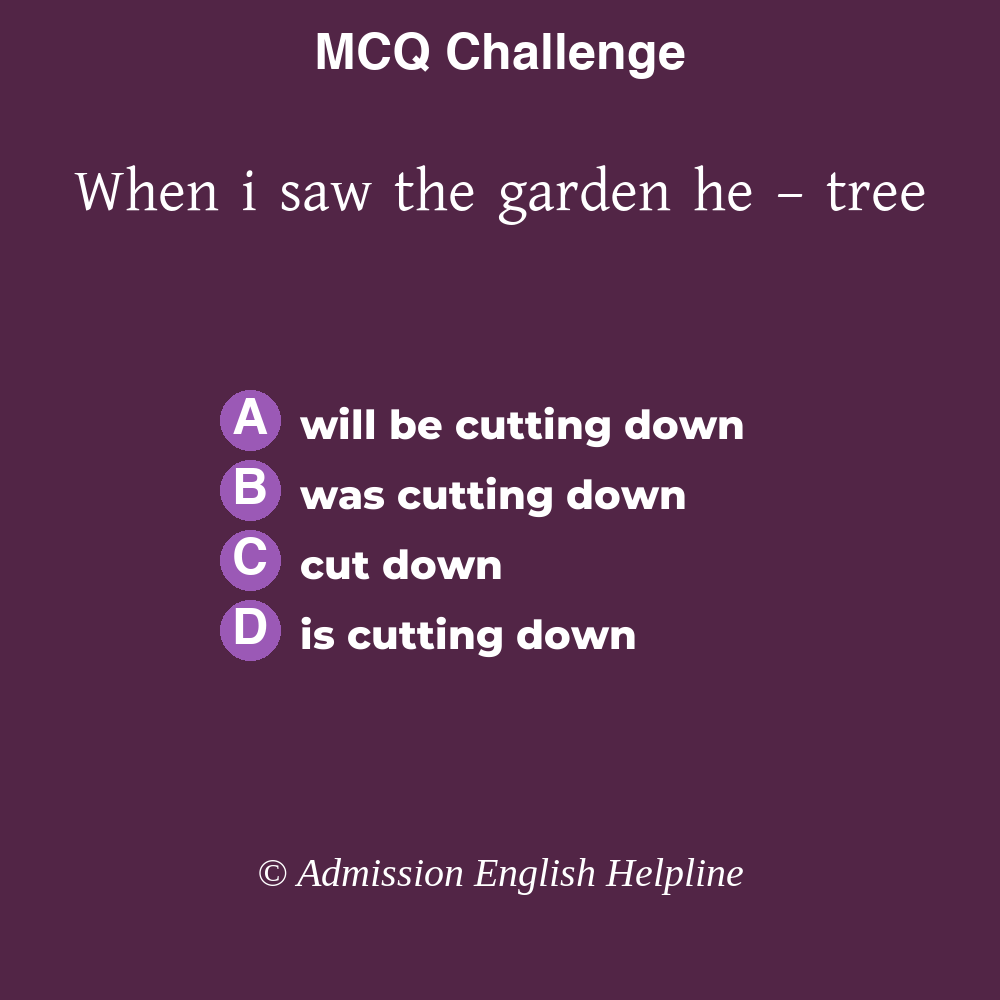 MCQ Challenge
When i saw the garden he – tree
A will be cutting down
B was cutting down
C cut down
D is cutting down
© Admission English Helpline